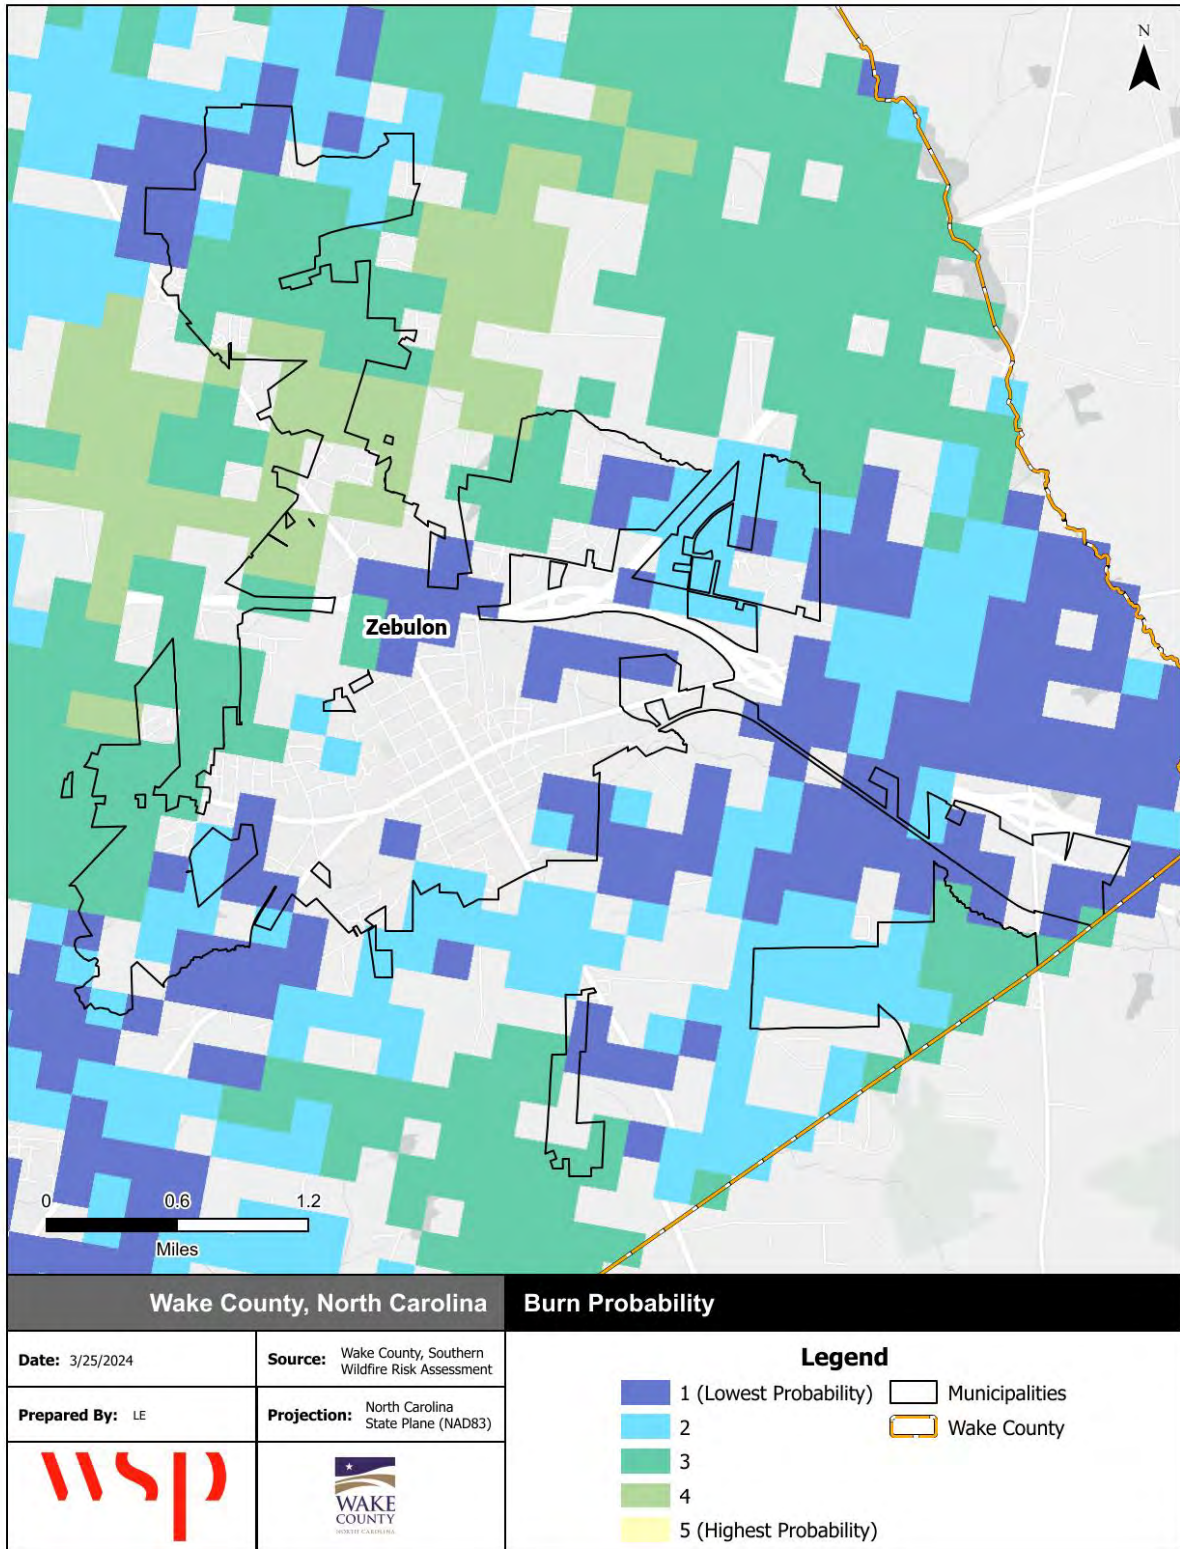 N
Zebulon
0 0.6 1.2
Miles
Wake County, North Carolina
Burn Probability
Date: 3/25/2024
Source: Wake County, Southern
Wildfire Risk Assessment
Prepared By: LE
Projection: North Carolina
State Plane (NAD83)
wsp
WAKE
COUNTY
NORTH CAROLINA
Legend
1 (Lowest Probability)
2
3
4
5 (Highest Probability)
Municipalities
Wake County